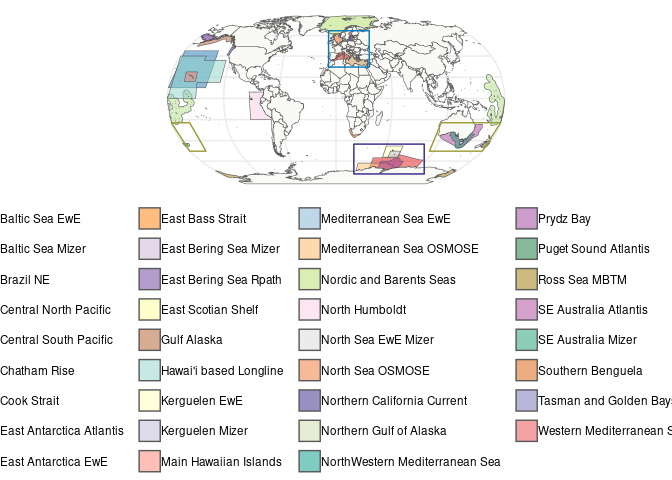 Baltic Sea EwE
Baltic Sea Mizer
Brazil NE
Central North Pacific
Central South Pacific
Chatham Rise
Cook Strait
East Antarctica Atlantis
East Antarctica EwE
East Bass Strait
East Bering Sea Mizer
East Bering Sea Rpath
East Scotian Shelf
Gulf Alaska
Hawai'i based Longline
Kerguelen EwE
Kerguelen Mizer
Main Hawaiian Islands
Mediterranean Sea EwE
Mediterranean Sea OSMOSE
Nordic and Barents Seas
North Humboldt
North Sea EwE Mizer
North Sea OSMOSE
Northern California Current
Northern Gulf of Alaska
NorthWestern Mediterranean Sea
Prydz Bay
Puget Sound Atlantis
Ross Sea MBTM
SE Australia Atlantis
SE Australia Mizer
Southern Benguela
Tasman and Golden Bay
Western Mediterranean S